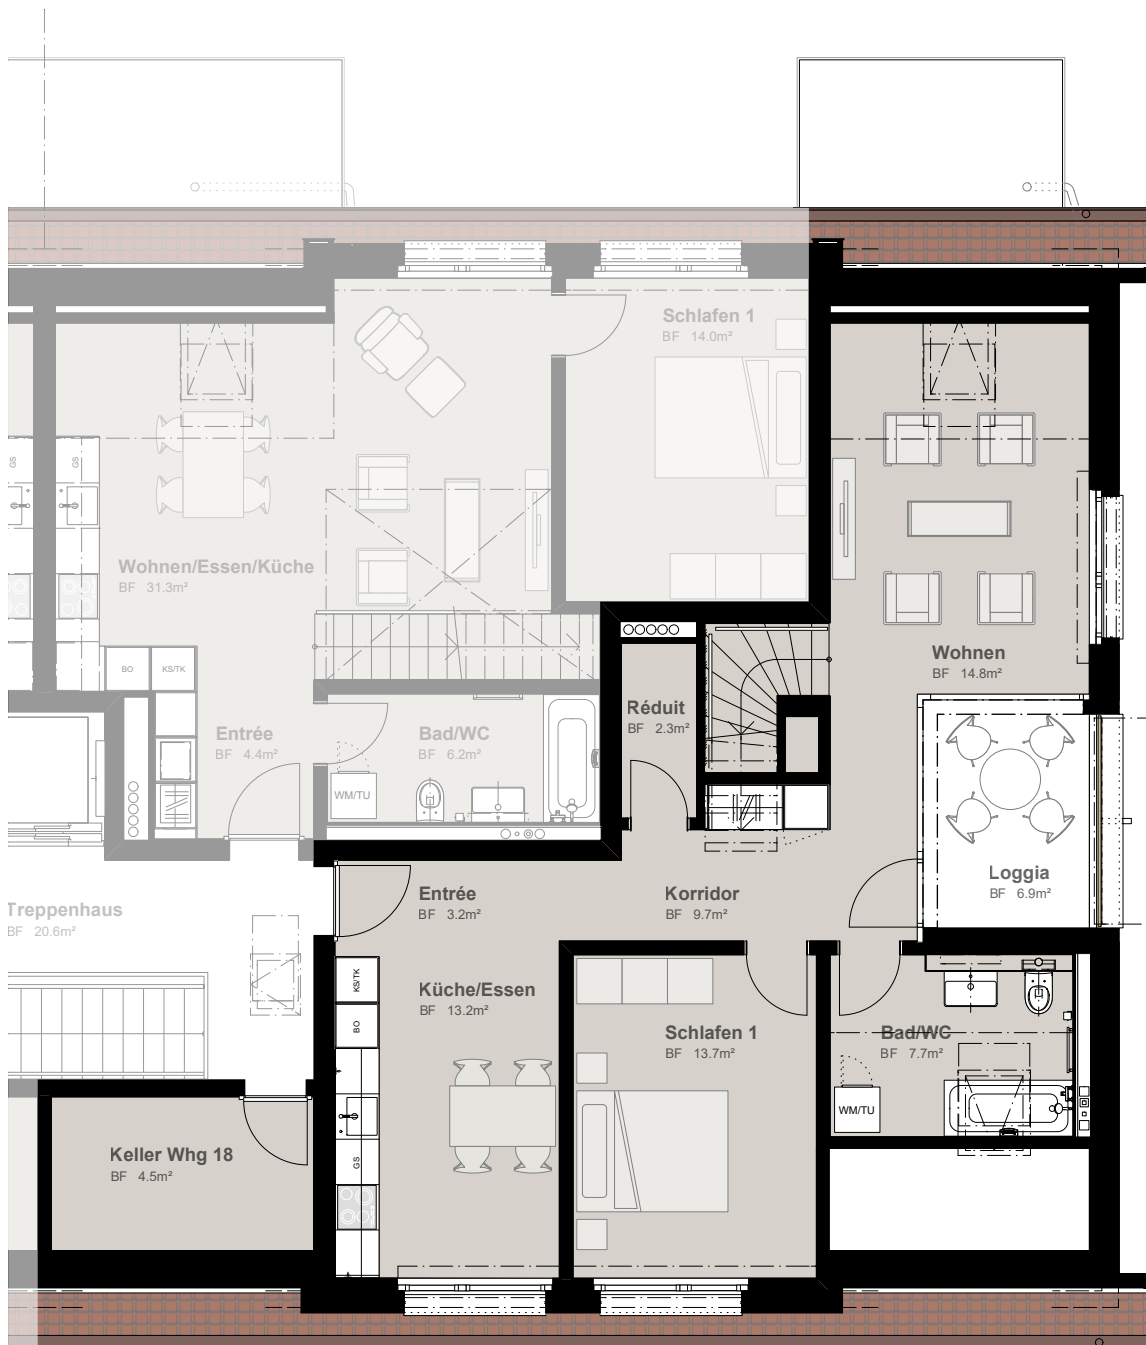 Schlafen 1
BF 14.0m²
GS
GS
Wohnen/Essen/Küche
BF 31.3m²
BO
KS/TK
Wohnen
BF 14.8m²
Réduit
BF 2.3m²
Entrée
BF 4.4m²
Bad/WC
BF 6.2m²
WM/TU
Loggia
BF 6.9m²
Entrée
BF 3.2m²
Korridor
BF 9.7m²
Treppenhaus
BF 20.6m²
KS/TK
BO
Küche/Essen
BF 13.2m²
Schlafen 1
BF 13.7m²
Bad/WC
BF 7.7m²
WM/TU
Keller Whg 18
BF 4.5m²
GS